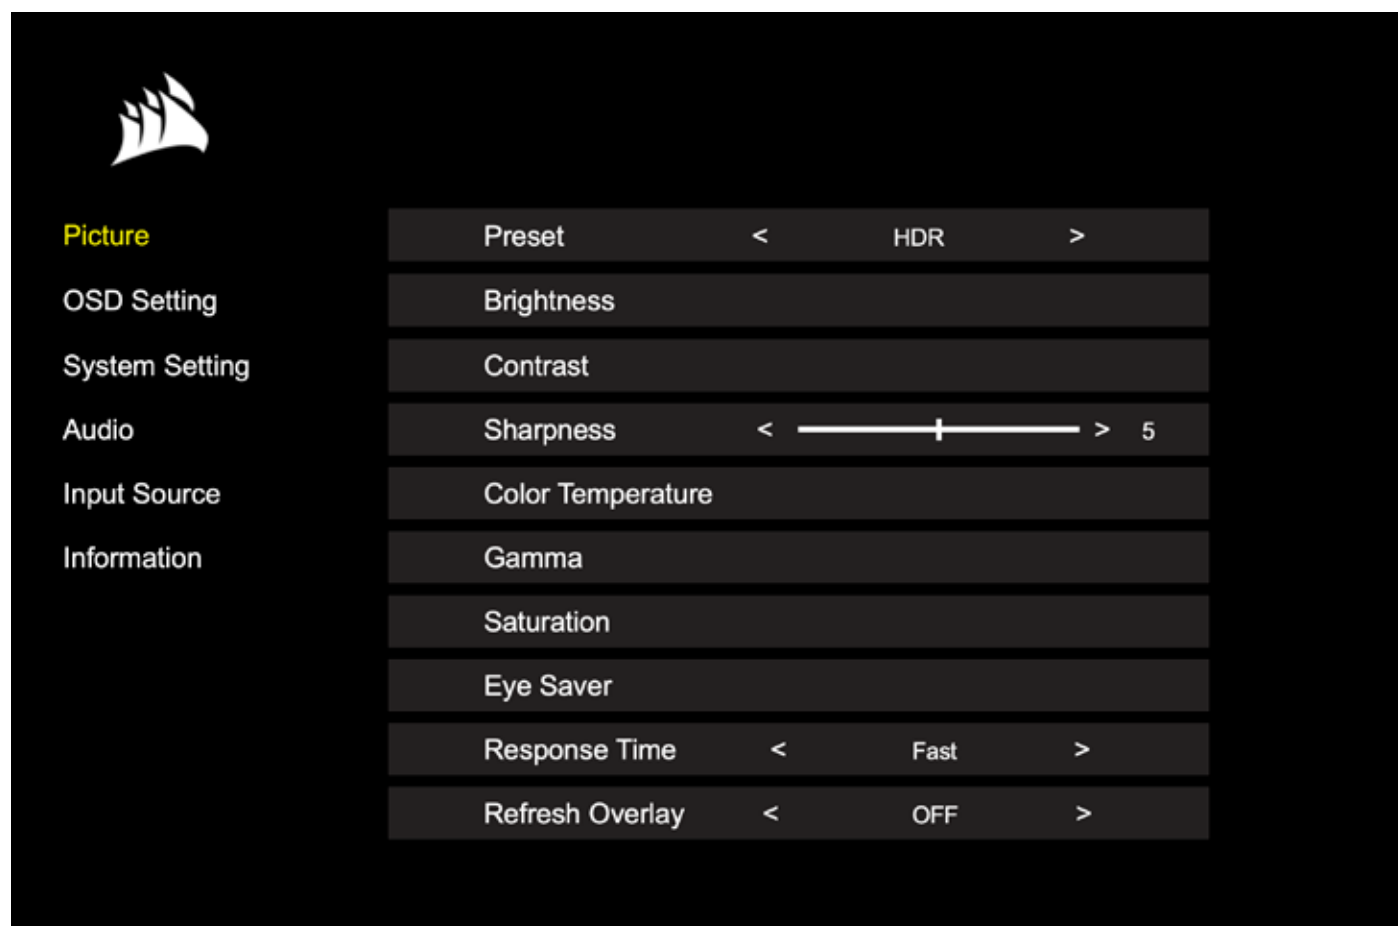 Picture
OSD Setting
System Setting
Audio
Input Source
Information
Preset < HDR >
Brightness
Contrast
Sharpness < > 5
Color Temperature
Gamma
Saturation
Eye Saver
Response Time < Fast >
Refresh Overlay < OFF >